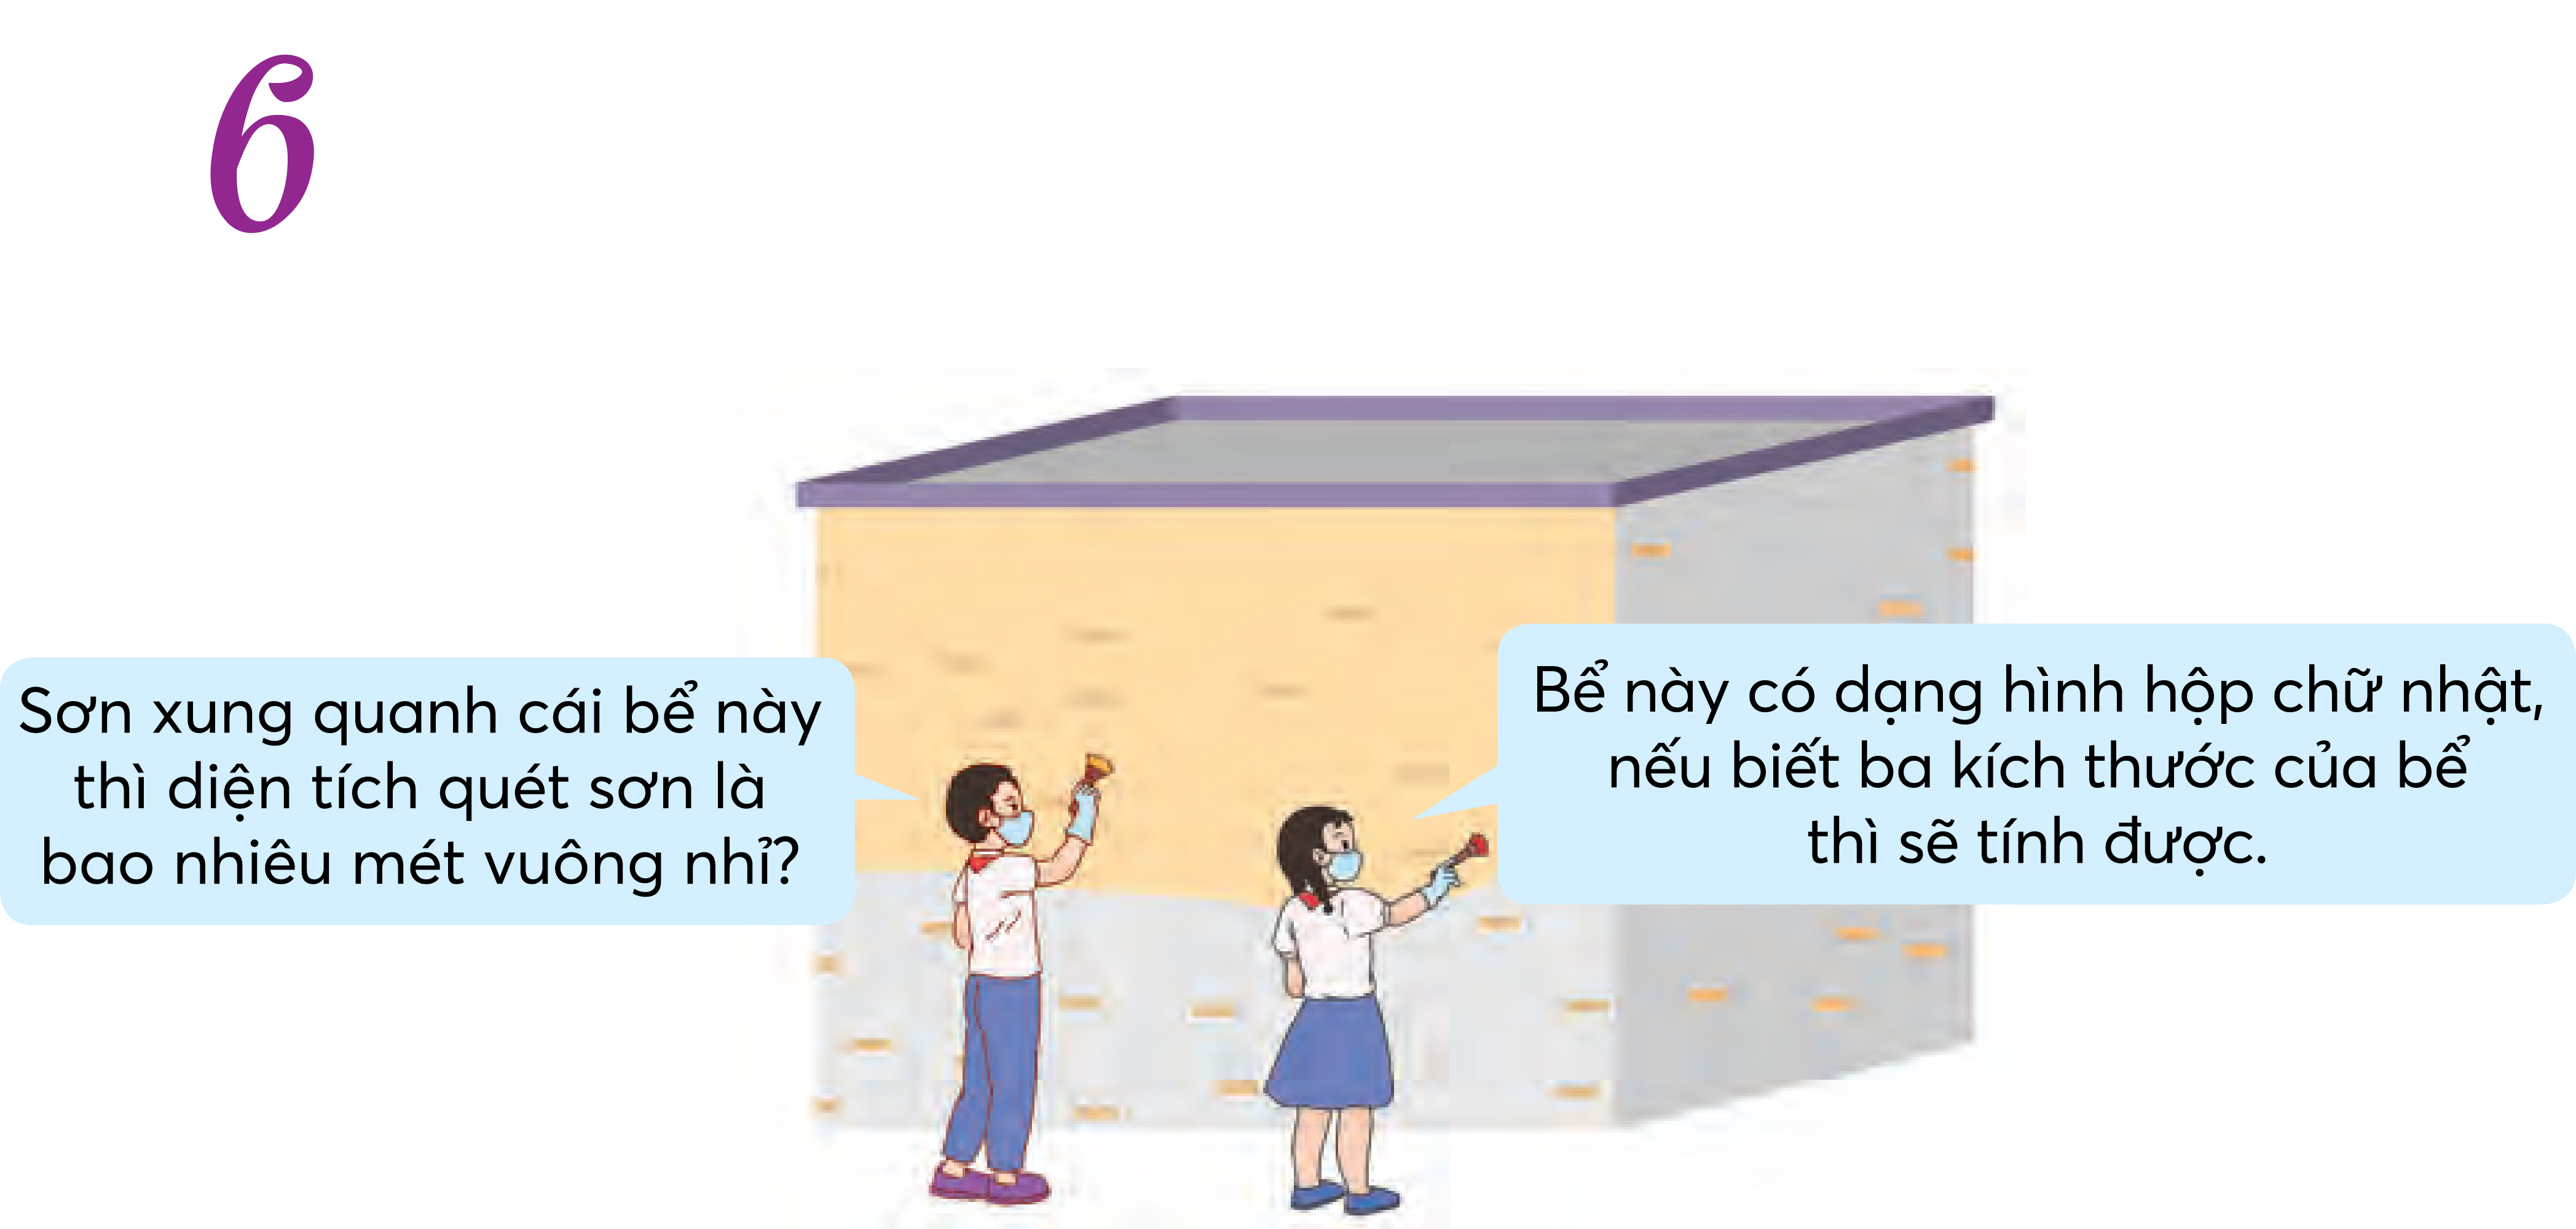 6
Sơn xung quanh cái bể này
thì diện tích quét sơn là
bao nhiêu mét vuông nhỉ?
Bể này có dạng hình hộp chữ nhật,
nếu biết ba kích thước của bể
thì sẽ tính được.